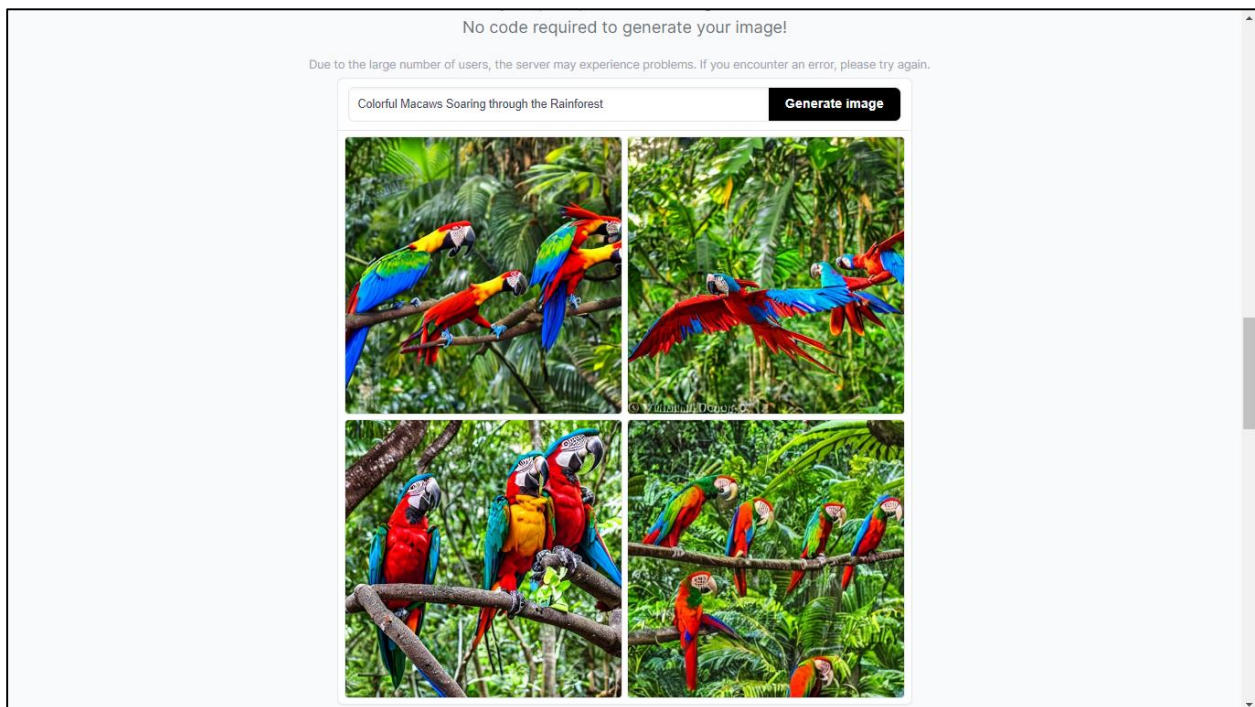 No code required to generate your image!
Due to the large number of users, the server may experience problems. If you encounter an error, please try again.
Colorful Macaws Soaring through the Rainforest
Generate image